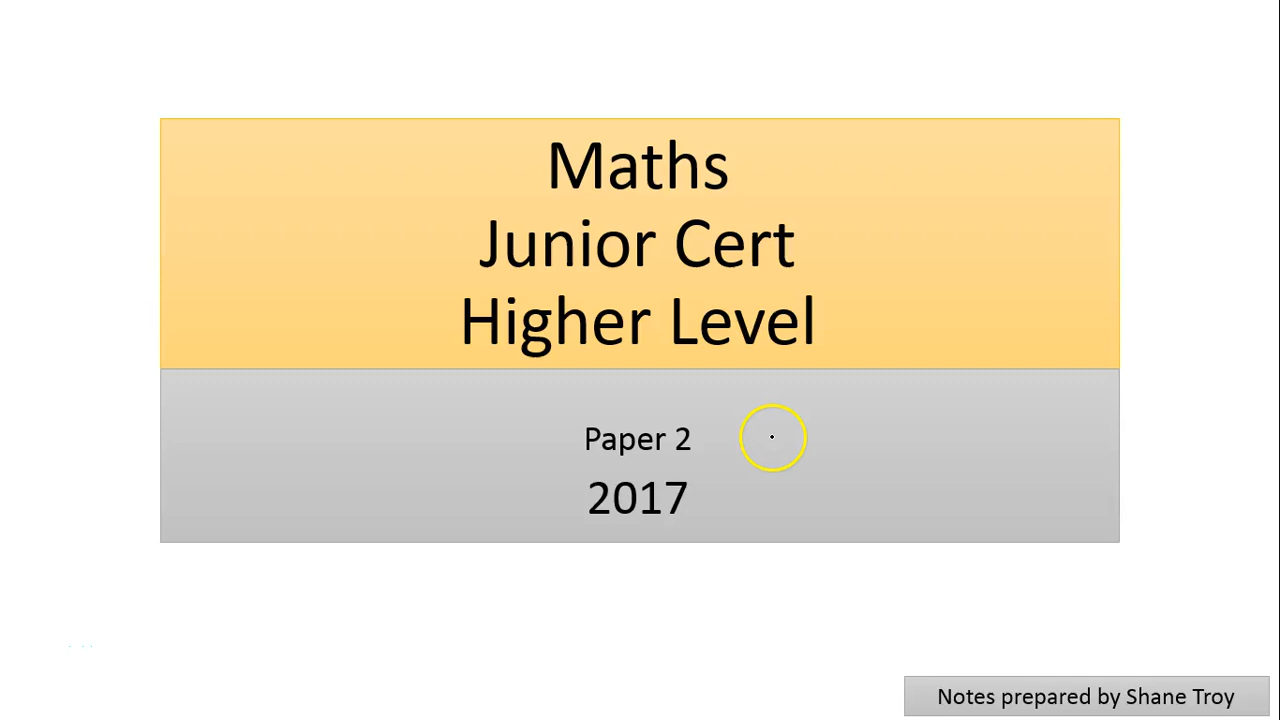 Maths
Junior Cert
Higher Level
Paper 2
2017
Notes prepared by Shane Troy